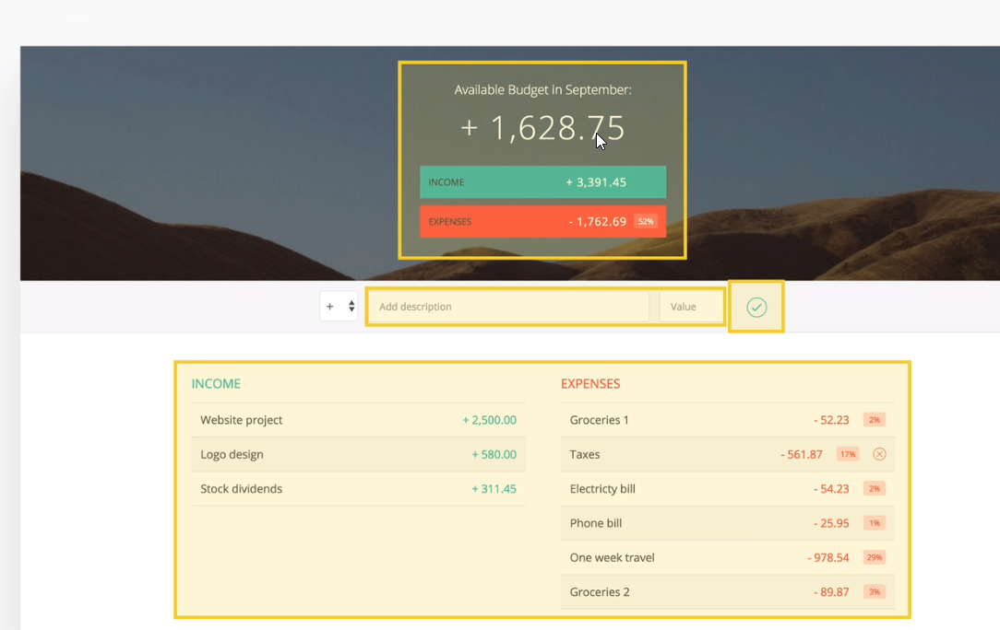 Available Budget in September:
+ 1,628.75
INCOME + 3,391.45
EXPENSES - 1,762.69 52%
+ Add description Value
INCOME
Website project + 2,500.00
Logo design + 580.00
Stock dividends + 311.45
EXPENSES
Groceries 1 - 52.23 2%
Taxes - 561.87 17%
Electricty bill - 54.23 2%
Phone bill - 25.95 1%
One week travel - 978.54 29%
Groceries 2 - 89.87 3%